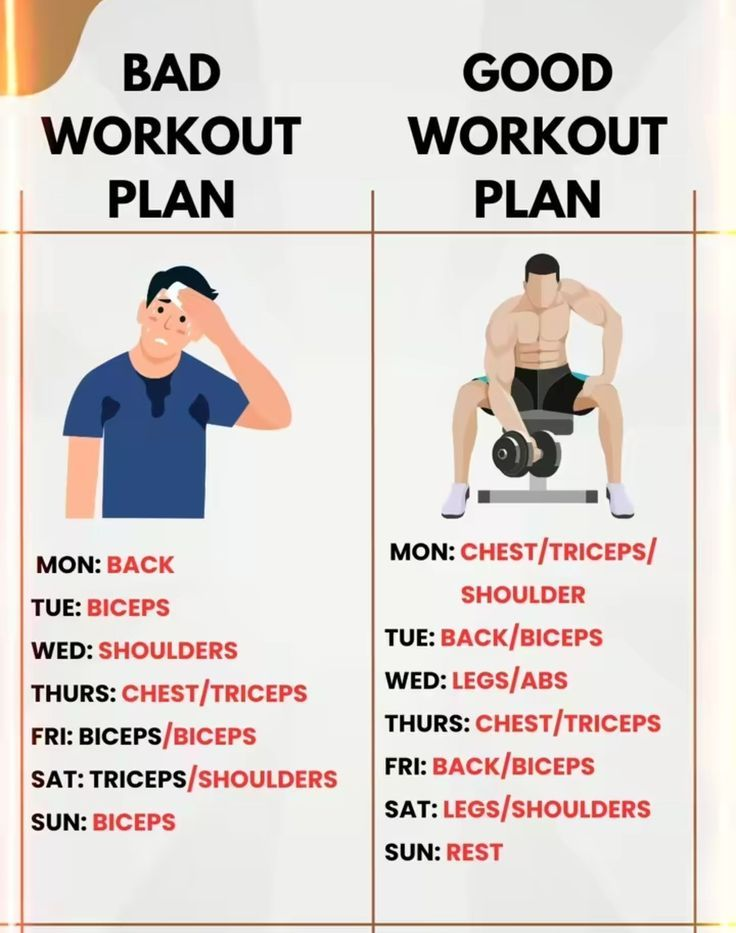 BAD
WORKOUT
PLAN
MON: BACK
TUE: BICEPS
WED: SHOULDERS
THURS: CHEST/TRICEPS
FRI: BICEPS/BICEPS
SAT: TRICEPS/SHOULDERS
SUN: BICEPS
GOOD
WORKOUT
PLAN
MON: CHEST/TRICEPS/
SHOULDER
TUE: BACK/BICEPS
WED: LEGS/ABS
THURS: CHEST/TRICEPS
FRI: BACK/BICEPS
SAT: LEGS/SHOULDERS
SUN: REST